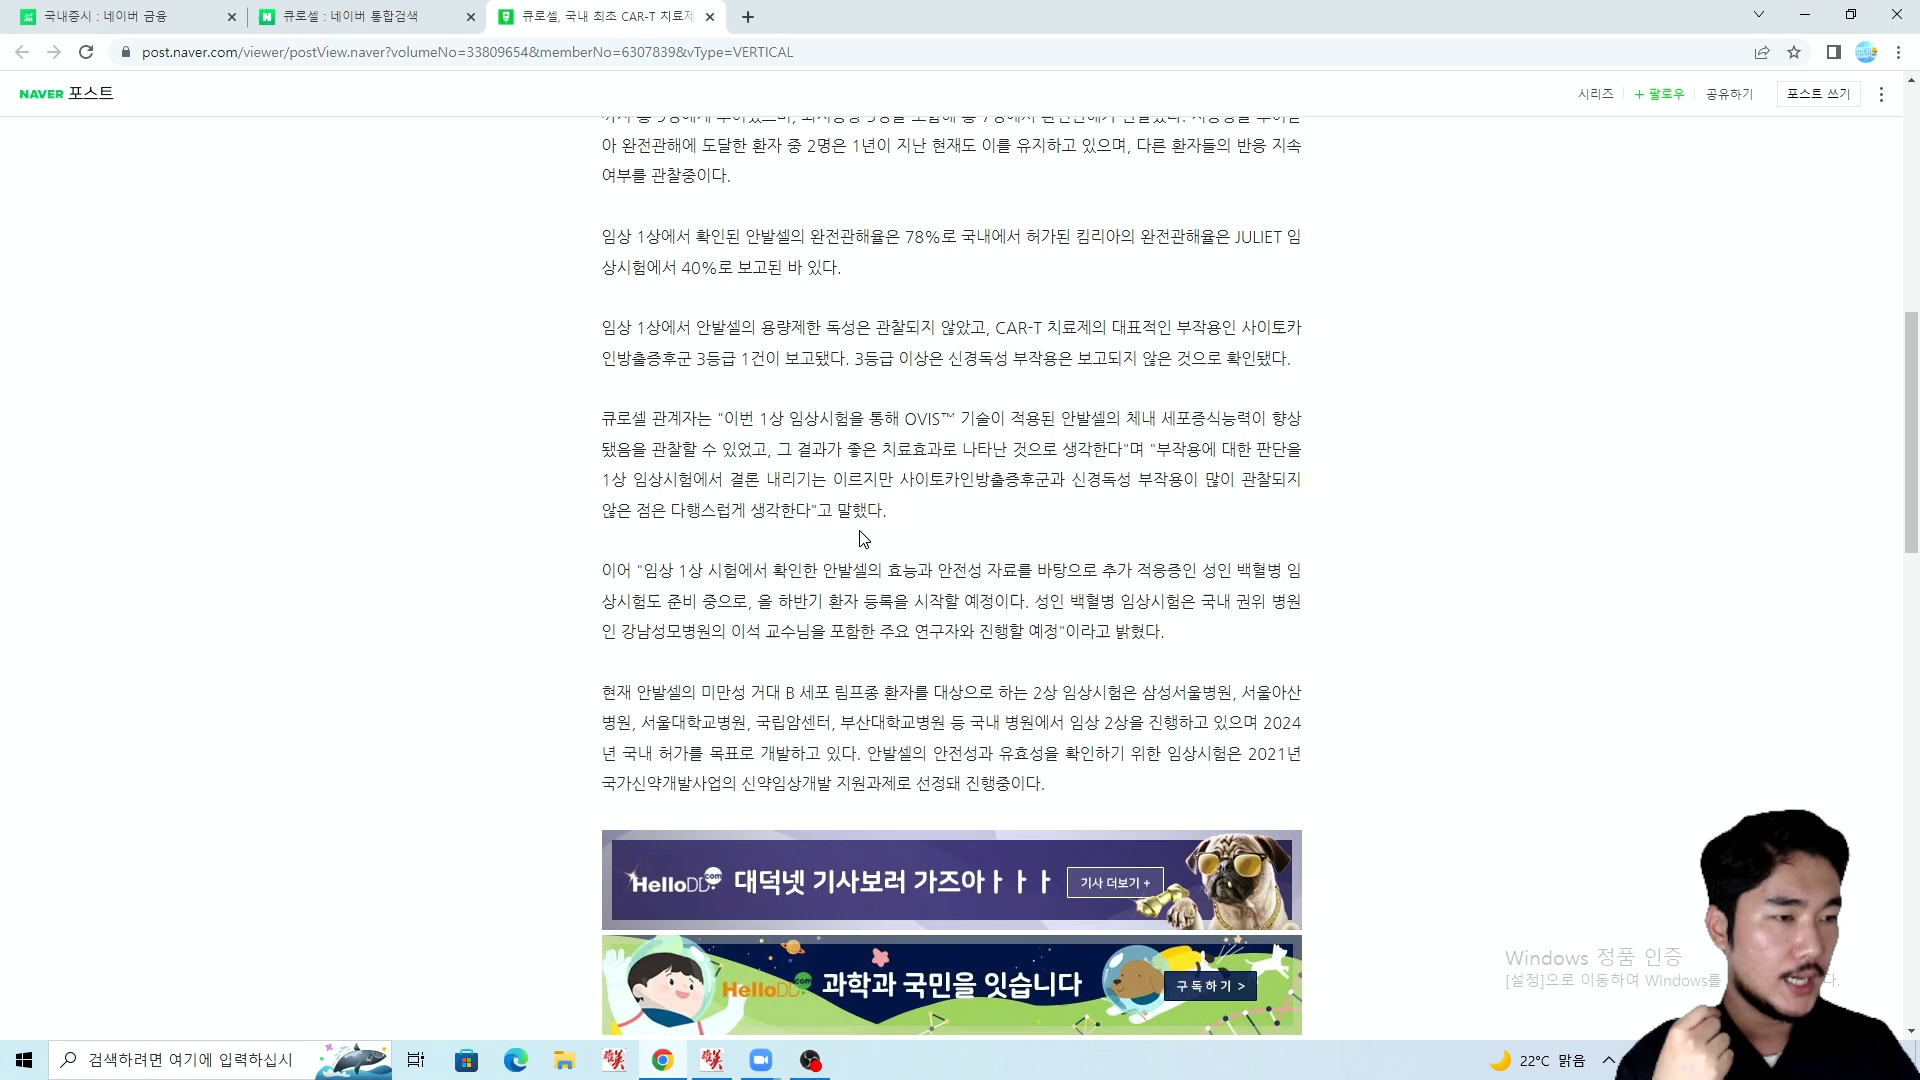 국내증시 : 네이버 금융
큐로셀 : 네이버 통합검색
큐로셀, 국내 최초 CAR-T 치료제
post.naver.com/viewer/postView.naver?volumeNo=33809654&memberNo=6307839&vType=VERTICAL
NAVER 포스트
시리즈
+ 팔로우
공유하기
포스트 쓰기
아 완전관해에 도달한 환자 중 2명은 1년이 지난 현재도 이를 유지하고 있으며, 다른 환자들의 반응 지속
여부를 관찰중이다.
임상 1상에서 확인된 안발셀의 완전관해율은 78%로 국내에서 허가된 킴리아의 완전관해율은 JULIET 임
상시험에서 40%로 보고된 바 있다.
임상 1상에서 안발셀의 용량제한 독성은 관찰되지 않았고, CAR-T 치료제의 대표적인 부작용인 사이토카
인방출증후군 3등급 1건이 보고됐다. 3등급 이상은 신경독성 부작용은 보고되지 않은 것으로 확인됐다.
큐로셀 관계자는 "이번 1상 임상시험을 통해 OVIS™ 기술이 적용된 안발셀의 체내 세포증식능력이 향상
됐음을 관찰할 수 있었고, 그 결과가 좋은 치료효과로 나타난 것으로 생각한다"며 "부작용에 대한 판단을
1상 임상시험에서 결론 내리기는 이르지만 사이토카인방출증후군과 신경독성 부작용이 많이 관찰되지
않은 점은 다행스럽게 생각한다"고 말했다.
이어 "임상 1상 시험에서 확인한 안발셀의 효능과 안전성 자료를 바탕으로 추가 적응증인 성인 백혈병 임
상시험도 준비 중으로, 올 하반기 환자 등록을 시작할 예정이다. 성인 백혈병 임상시험은 국내 권위 병원
인 강남성모병원의 이석 교수님을 포함한 주요 연구자와 진행할 예정"이라고 밝혔다.
현재 안발셀의 미만성 거대 B 세포 림프종 환자를 대상으로 하는 2상 임상시험은 삼성서울병원, 서울아산
병원, 서울대학교병원, 국립암센터, 부산대학교병원 등 국내 병원에서 임상 2상을 진행하고 있으며 2024
년 국내 허가를 목표로 개발하고 있다. 안발셀의 안전성과 유효성을 확인하기 위한 임상시험은 2021년
국가신약개발사업의 신약임상개발 지원과제로 선정돼 진행중이다.
HelloDD.com 대덕넷 기사보러 가즈아ㅏㅏㅏ 기사 더보기 +
HelloDD.com 과학과 국민을 잇습니다 구독하기 >
Windows 정품 인증
[설정]으로 이동하여 Windows를
다.
검색하려면 여기에 입력하십시
22°C 맑음